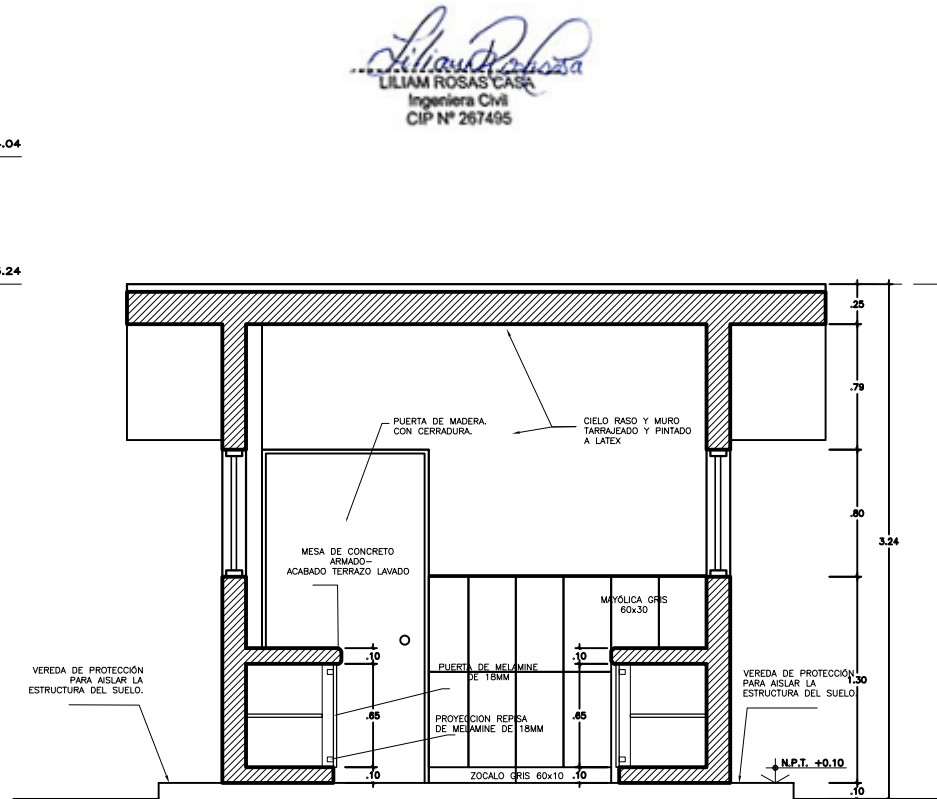 LILIAM ROSAS CASA
Ingeniera Civil
CIP Nº 267495
.04
.24
.25
.79
PUERTA DE MADERA.
CON CERRADURA.
CIELO RASO Y MURO
TARRAJEADO Y PINTADO
A LATEX
.80
3.24
MESA DE CONCRETO
ARMADO-
ACABADO TERRAZO LAVADO
MAYÓLICA GRIS
60x30
.10
.10
VEREDA DE PROTECCIÓN
PARA AISLAR LA
ESTRUCTURA DEL SUELO.
PUERTA DE MELAMINE
DE 18MM
VEREDA DE PROTECCIÓN
PARA AISLAR LA
ESTRUCTURA DEL SUELO.
1.30
.65
.65
PROYECCION REPISA
DE MELAMINE DE 18MM
N.P.T. +0.10
.10
ZOCALO GRIS 60x10
.10
.10